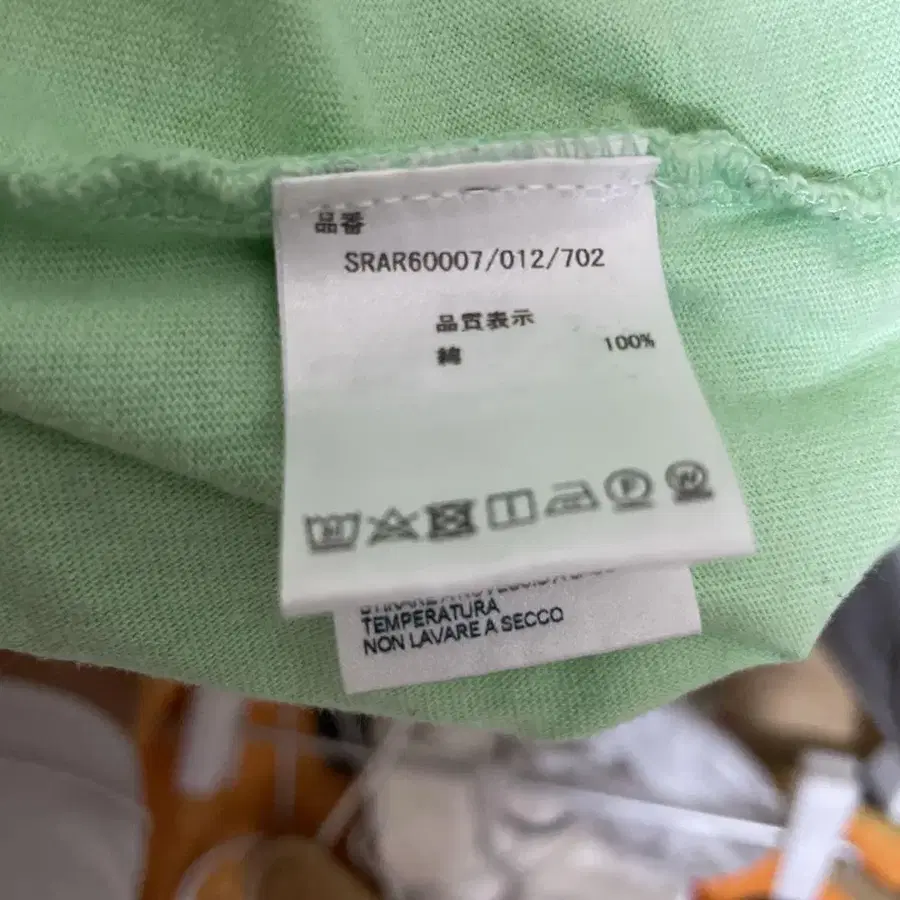 品番
SRAR60007/012/702
品質表示
綿 100%
TEMPERATURA
NON LAVARE A SECCO